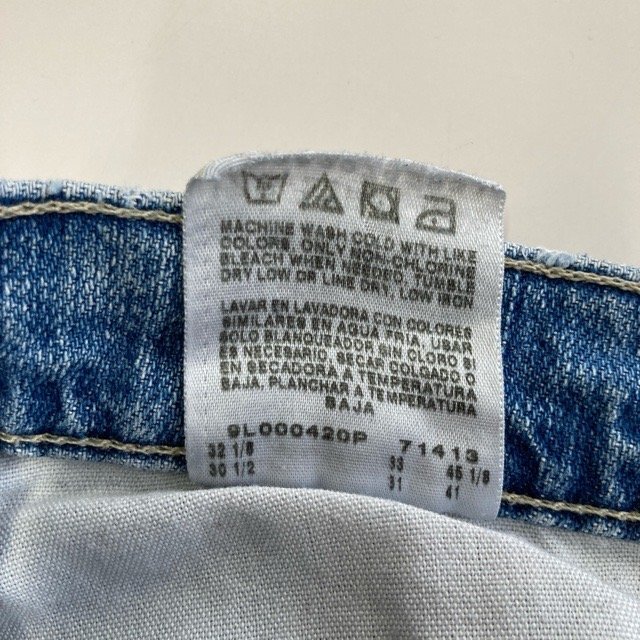 MACHINE WASH COLD WITH LIKE
COLORS, ONLY NON-CHLORINE
BLEACH WHEN NEEDED, TUMBLE
DRY LOW OR LINE DRY, LOW IRON
LAVAR EN LAVADORA CON COLORES
SIMILARES EN AGUA FRIA, USAR
SOLO BLANQUEADOR SIN CLORO SI
ES NECESARIO, SECAR COLGADO O
EN SECADORA A TEMPERATURA
BAJA, PLANCHAR A TEMPERATURA
BAJA
9L000420P 71413
32 1/8 93 45 1/8
30 1/2 31 41